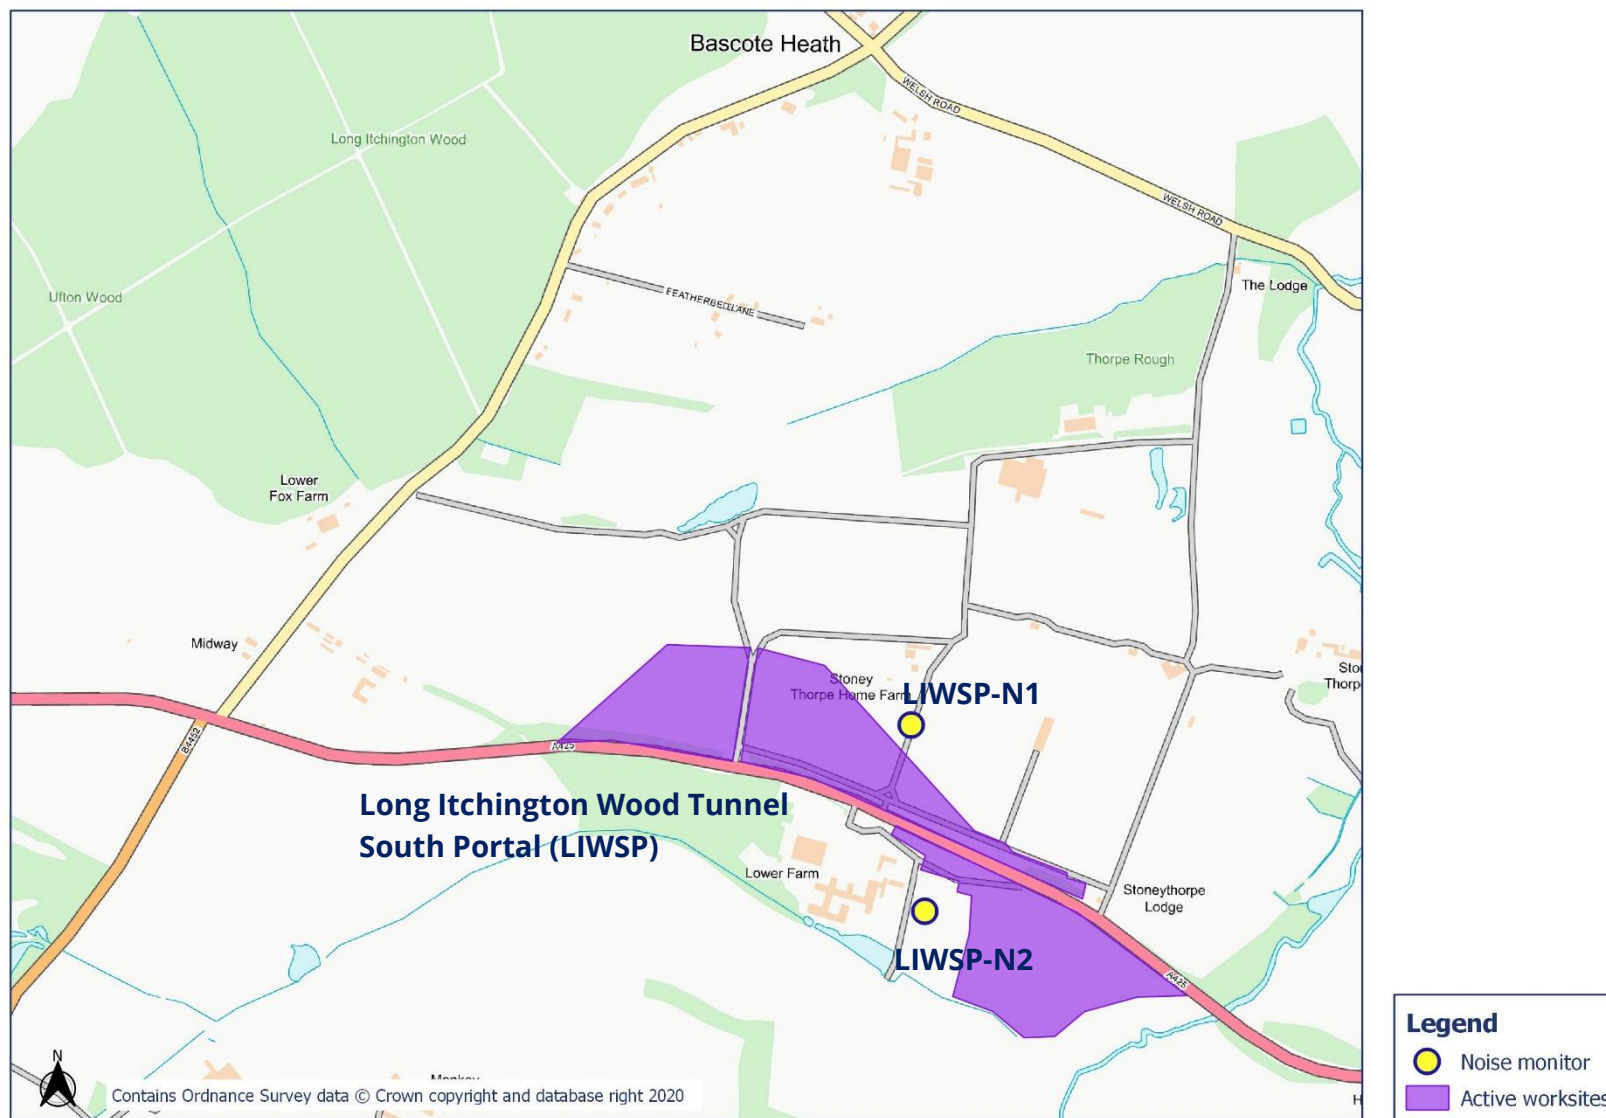 Bascote Heath
WELSH ROAD
Long Itchington Wood
WELSH ROAD
The Lodge
Ufton Wood
FEATHERBED LANE
Thorpe Rough
Lower
Fox Farm
Midway
Stoney
Thorpe Home Farm
LIWSP-N1
Thorp
B4452
A425
Long Itchington Wood Tunnel
South Portal (LIWSP)
Lower Farm
Stoneythorpe
Lodge
LIWSP-N2
A425
N
Contains Ordnance Survey data © Crown copyright and database right 2020
H
Legend
Noise monitor
Active worksites